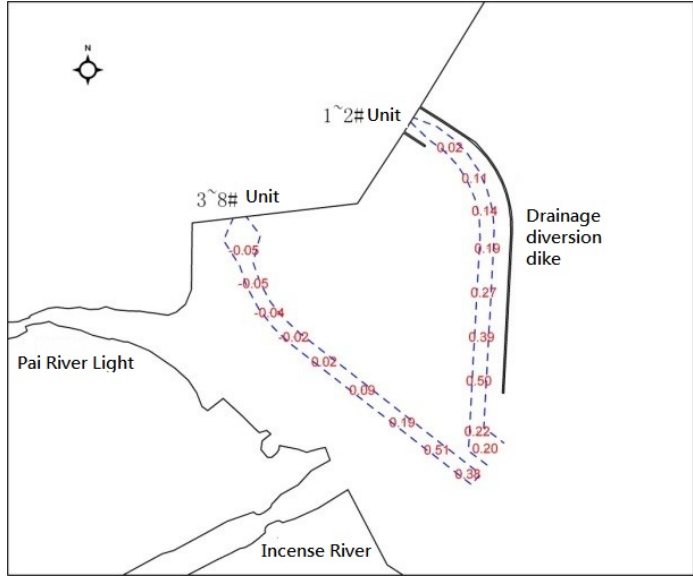 N
1~2# Unit
0.02
0.11
3~8# Unit
0.14
Drainage
diversion
dike
0.19
-0.05
-0.05
0.27
-0.04
-0.02
0.39
Pai River Light
0.02
0.50
0.09
0.19
0.22
0.51
0.20
0.38
Incense River